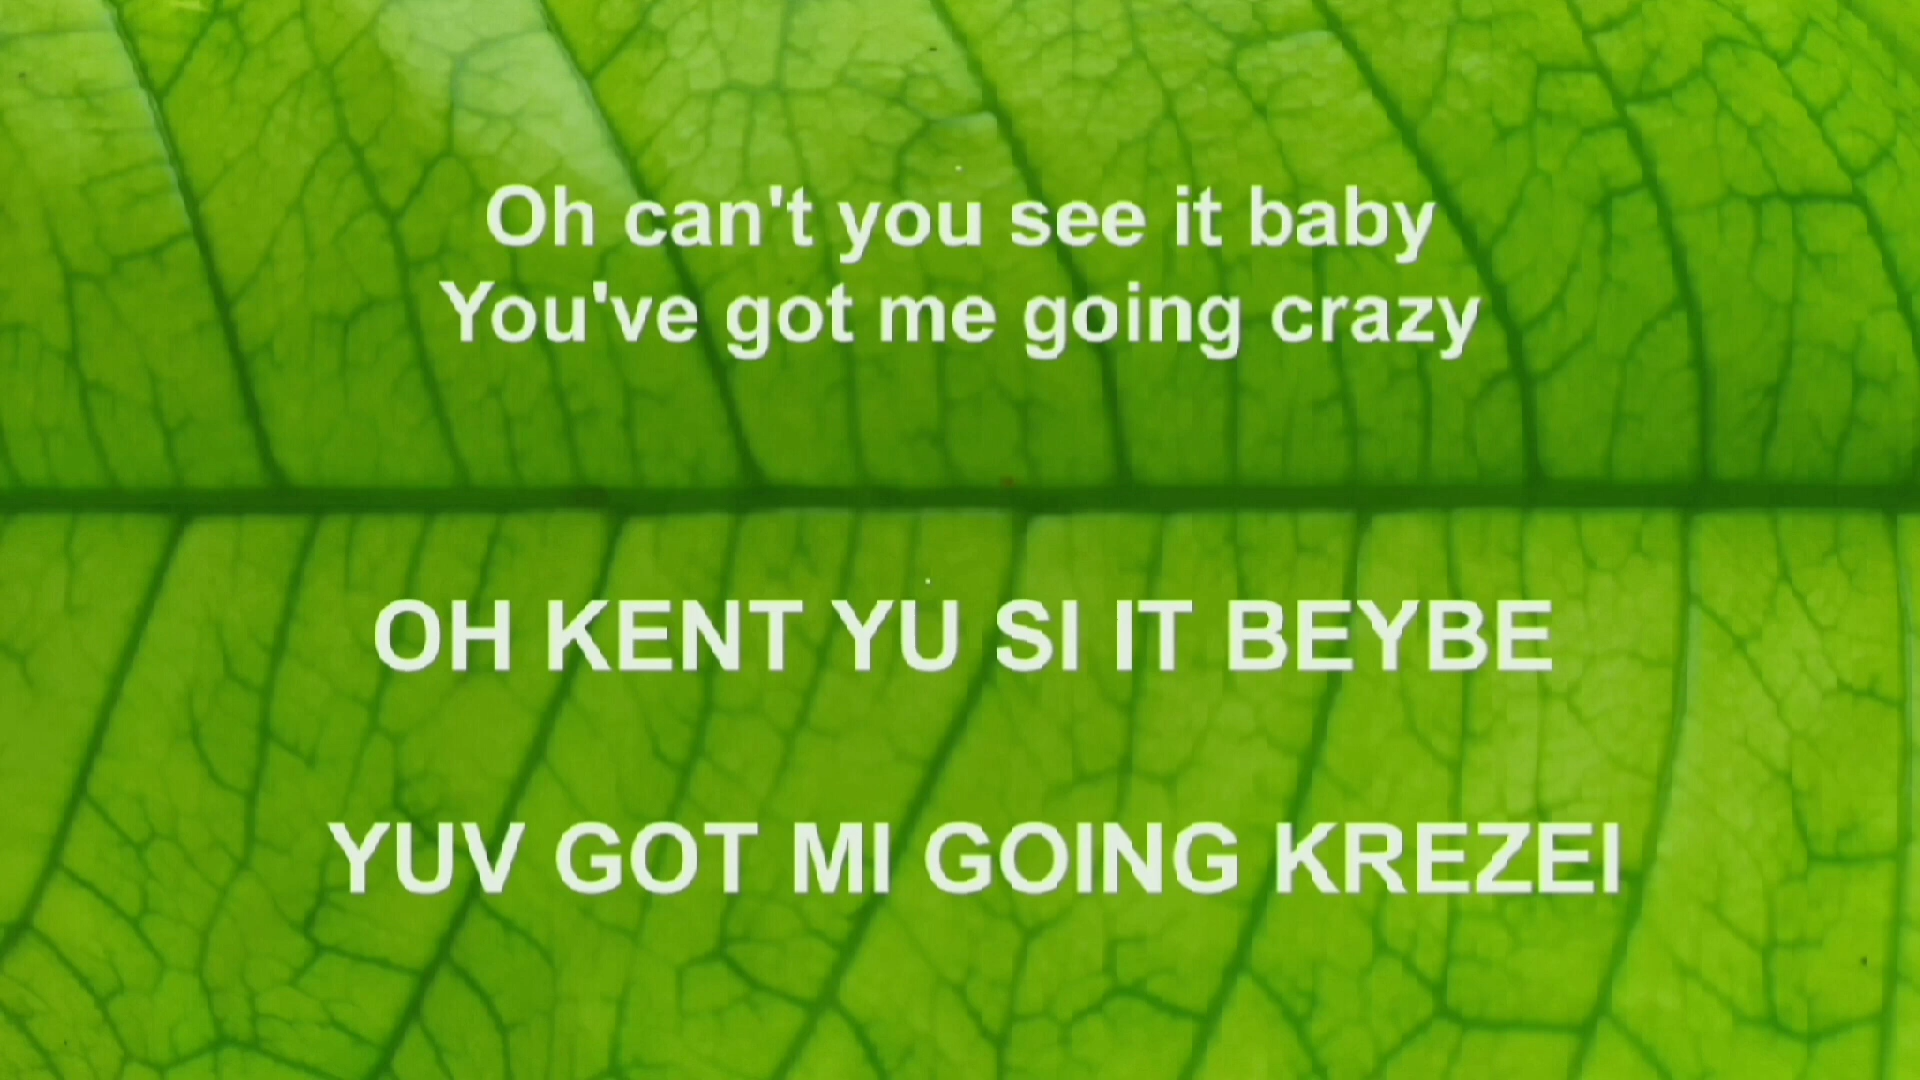 Oh can't you see it baby
You've got me going crazy
OH KENT YU SI IT BEYBE
YUV GOT MI GOING KREZEI